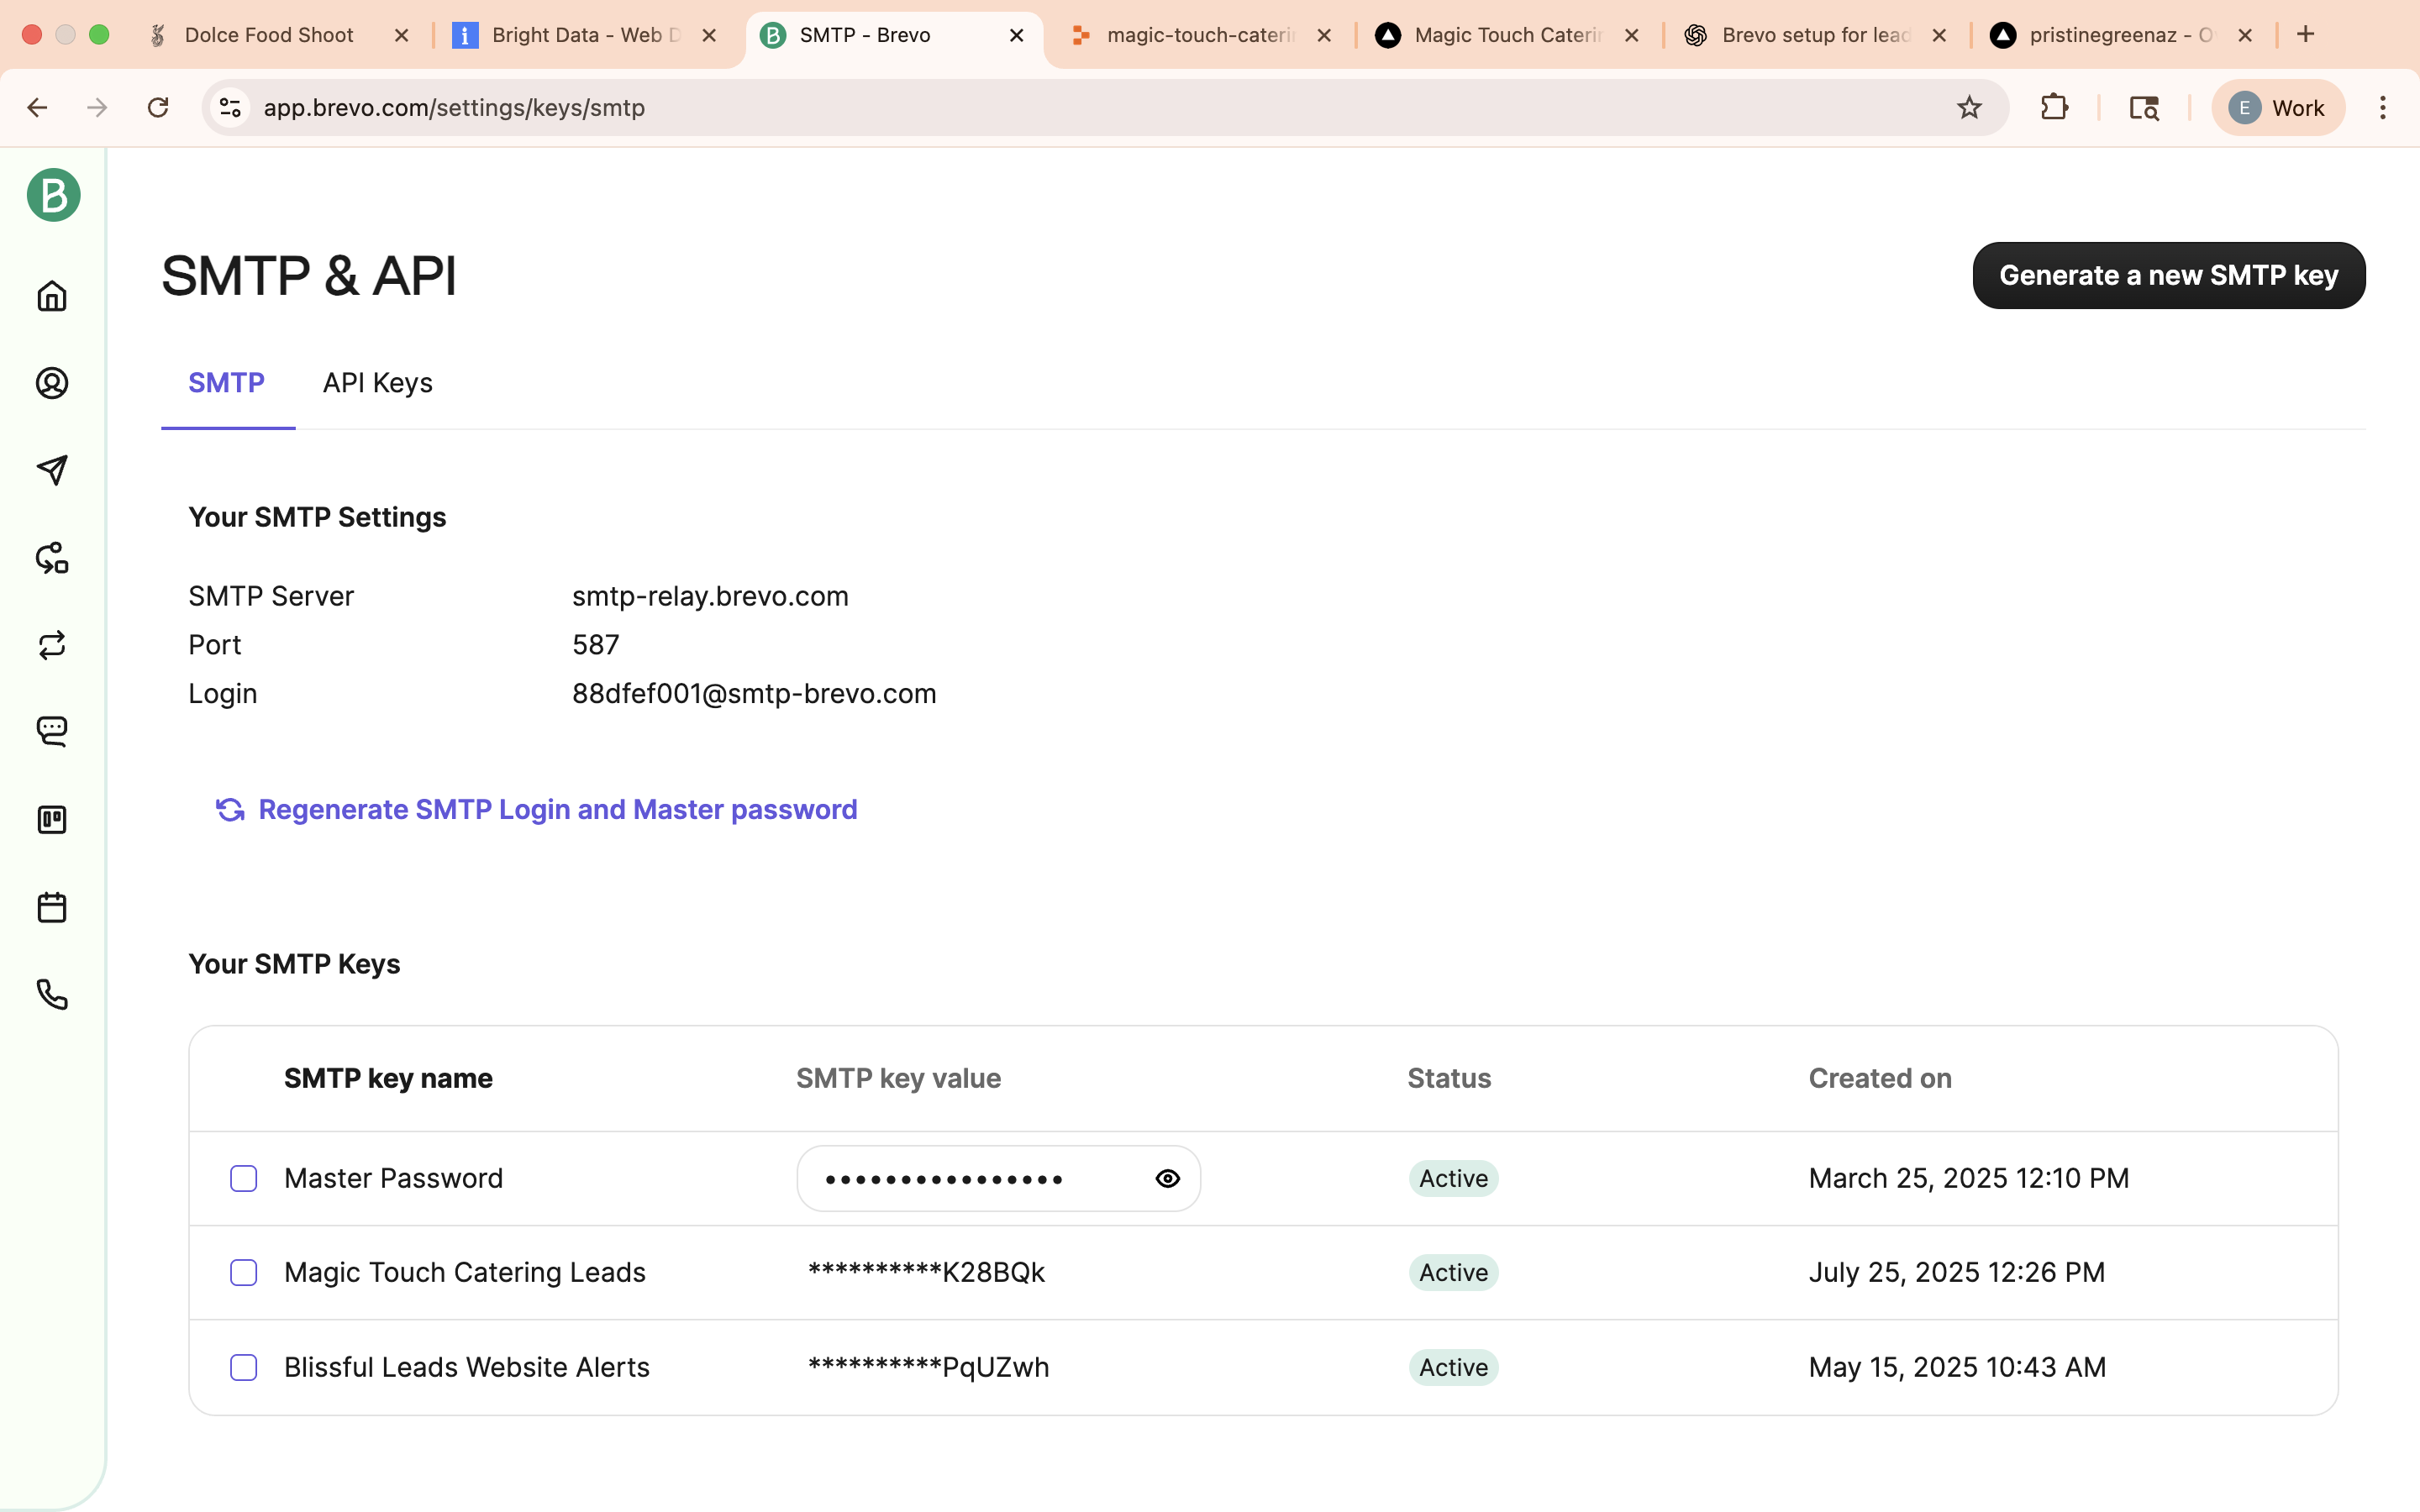 Dolce Food Shoot
Bright Data - Web D
SMTP - Brevo
magic-touch-caterin
Magic Touch Caterin
Brevo setup for lead
pristinegreenaz - O
app.brevo.com/settings/keys/smtp
E
Work
B
SMTP & API
Generate a new SMTP key
SMTP
API Keys
Your SMTP Settings
SMTP Server smtp-relay.brevo.com
Port 587
Login 88dfef001@smtp-brevo.com
Regenerate SMTP Login and Master password
Your SMTP Keys
SMTP key name SMTP key value Status Created on
Master Password •••••••••••••••• Active March 25, 2025 12:10 PM
Magic Touch Catering Leads **********K28BQk Active July 25, 2025 12:26 PM
Blissful Leads Website Alerts **********PqUZwh Active May 15, 2025 10:43 AM